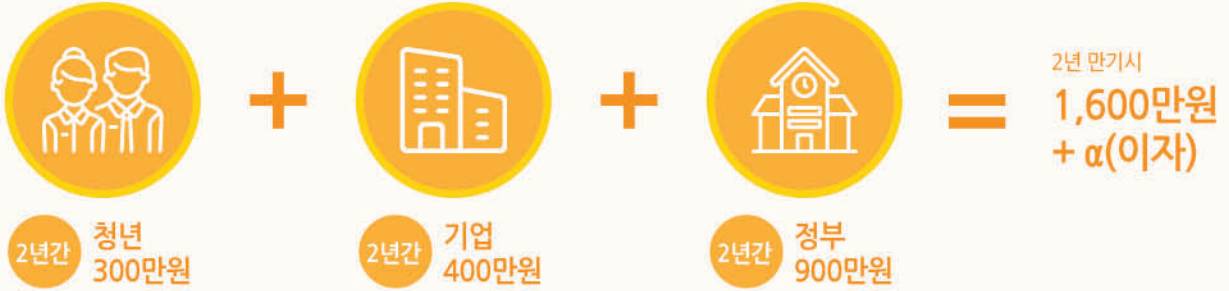 2년 만기시
1,600만원
+ α(이자)
2년간
청년
300만원
2년간
기업
400만원
2년간
정부
900만원